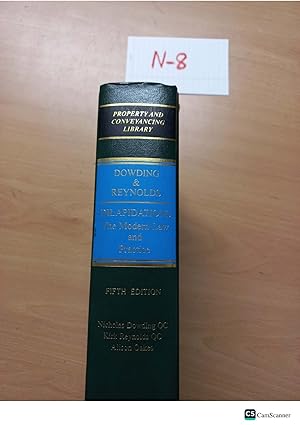 N-8
PROPERTY AND
CONVEYANCING
LIBRARY
DOWDING
&
REYNOLDS
DILAPIDATIONS
The Modern Law
and
Practice
FIFTH EDITION
Nicholas Dowding QC
Kirk Reynolds QC
Alison Oakes
CS CamScanner